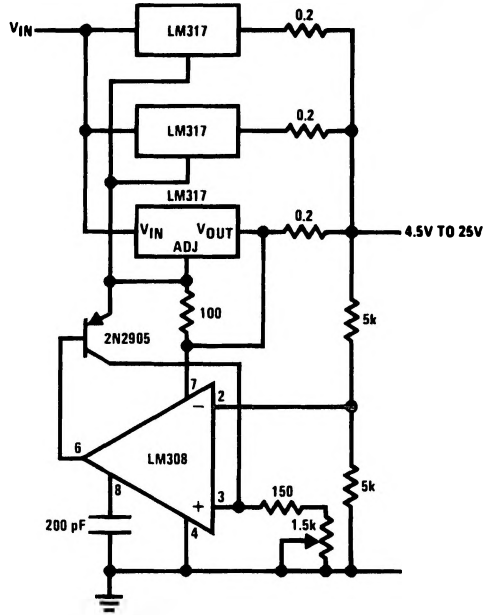 LM317
0.2
VIN
LM317
0.2
LM317
VIN
VOUT
ADJ
0.2
4.5V TO 25V
100
5k
2N2905
7
2
−
6
LM308
8
3
+
150
5k
4
1.5k
200 pF